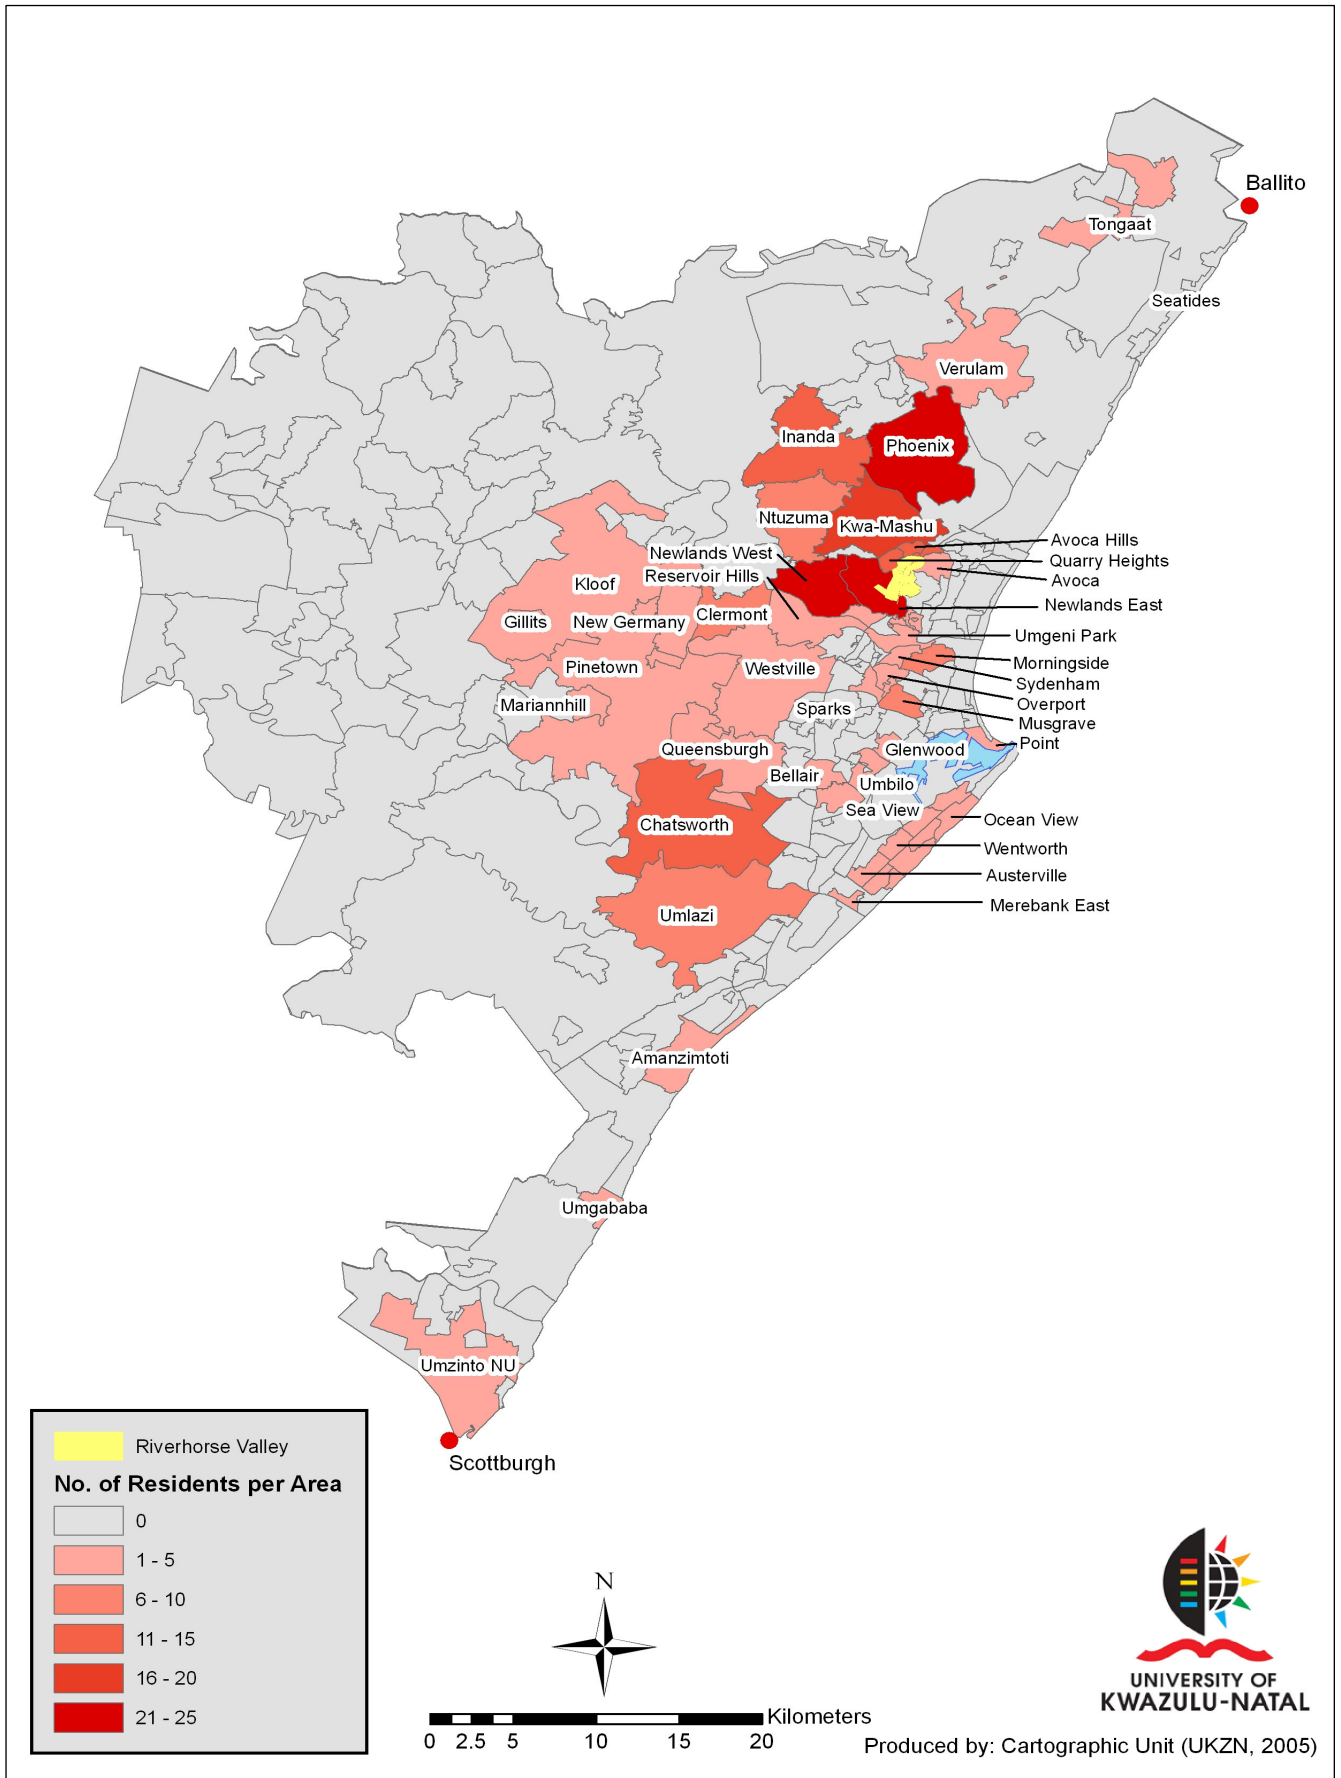 Ballito
Tongaat
Seatides
Verulam
Inanda
Phoenix
Ntuzuma
Kwa-Mashu
Avoca Hills
Newlands West
Quarry Heights
Reservoir Hills
Avoca
Kloof
Newlands East
Clermont
Gillits
New Germany
Umgeni Park
Morningside
Pinetown
Westville
Sydenham
Overport
Mariannhill
Sparks
Musgrave
Point
Queensburgh
Glenwood
Bellair
Umbilo
Sea View
Ocean View
Chatsworth
Wentworth
Austerville
Merebank East
Umlazi
Amanzimtoti
Umgababa
Umzinto NU
Scottburgh
Riverhorse Valley
No. of Residents per Area
0
1 - 5
6 - 10
11 - 15
16 - 20
21 - 25
N
Kilometers
0 2.5 5 10 15 20
UNIVERSITY OF
KWAZULU-NATAL
Produced by: Cartographic Unit (UKZN, 2005)